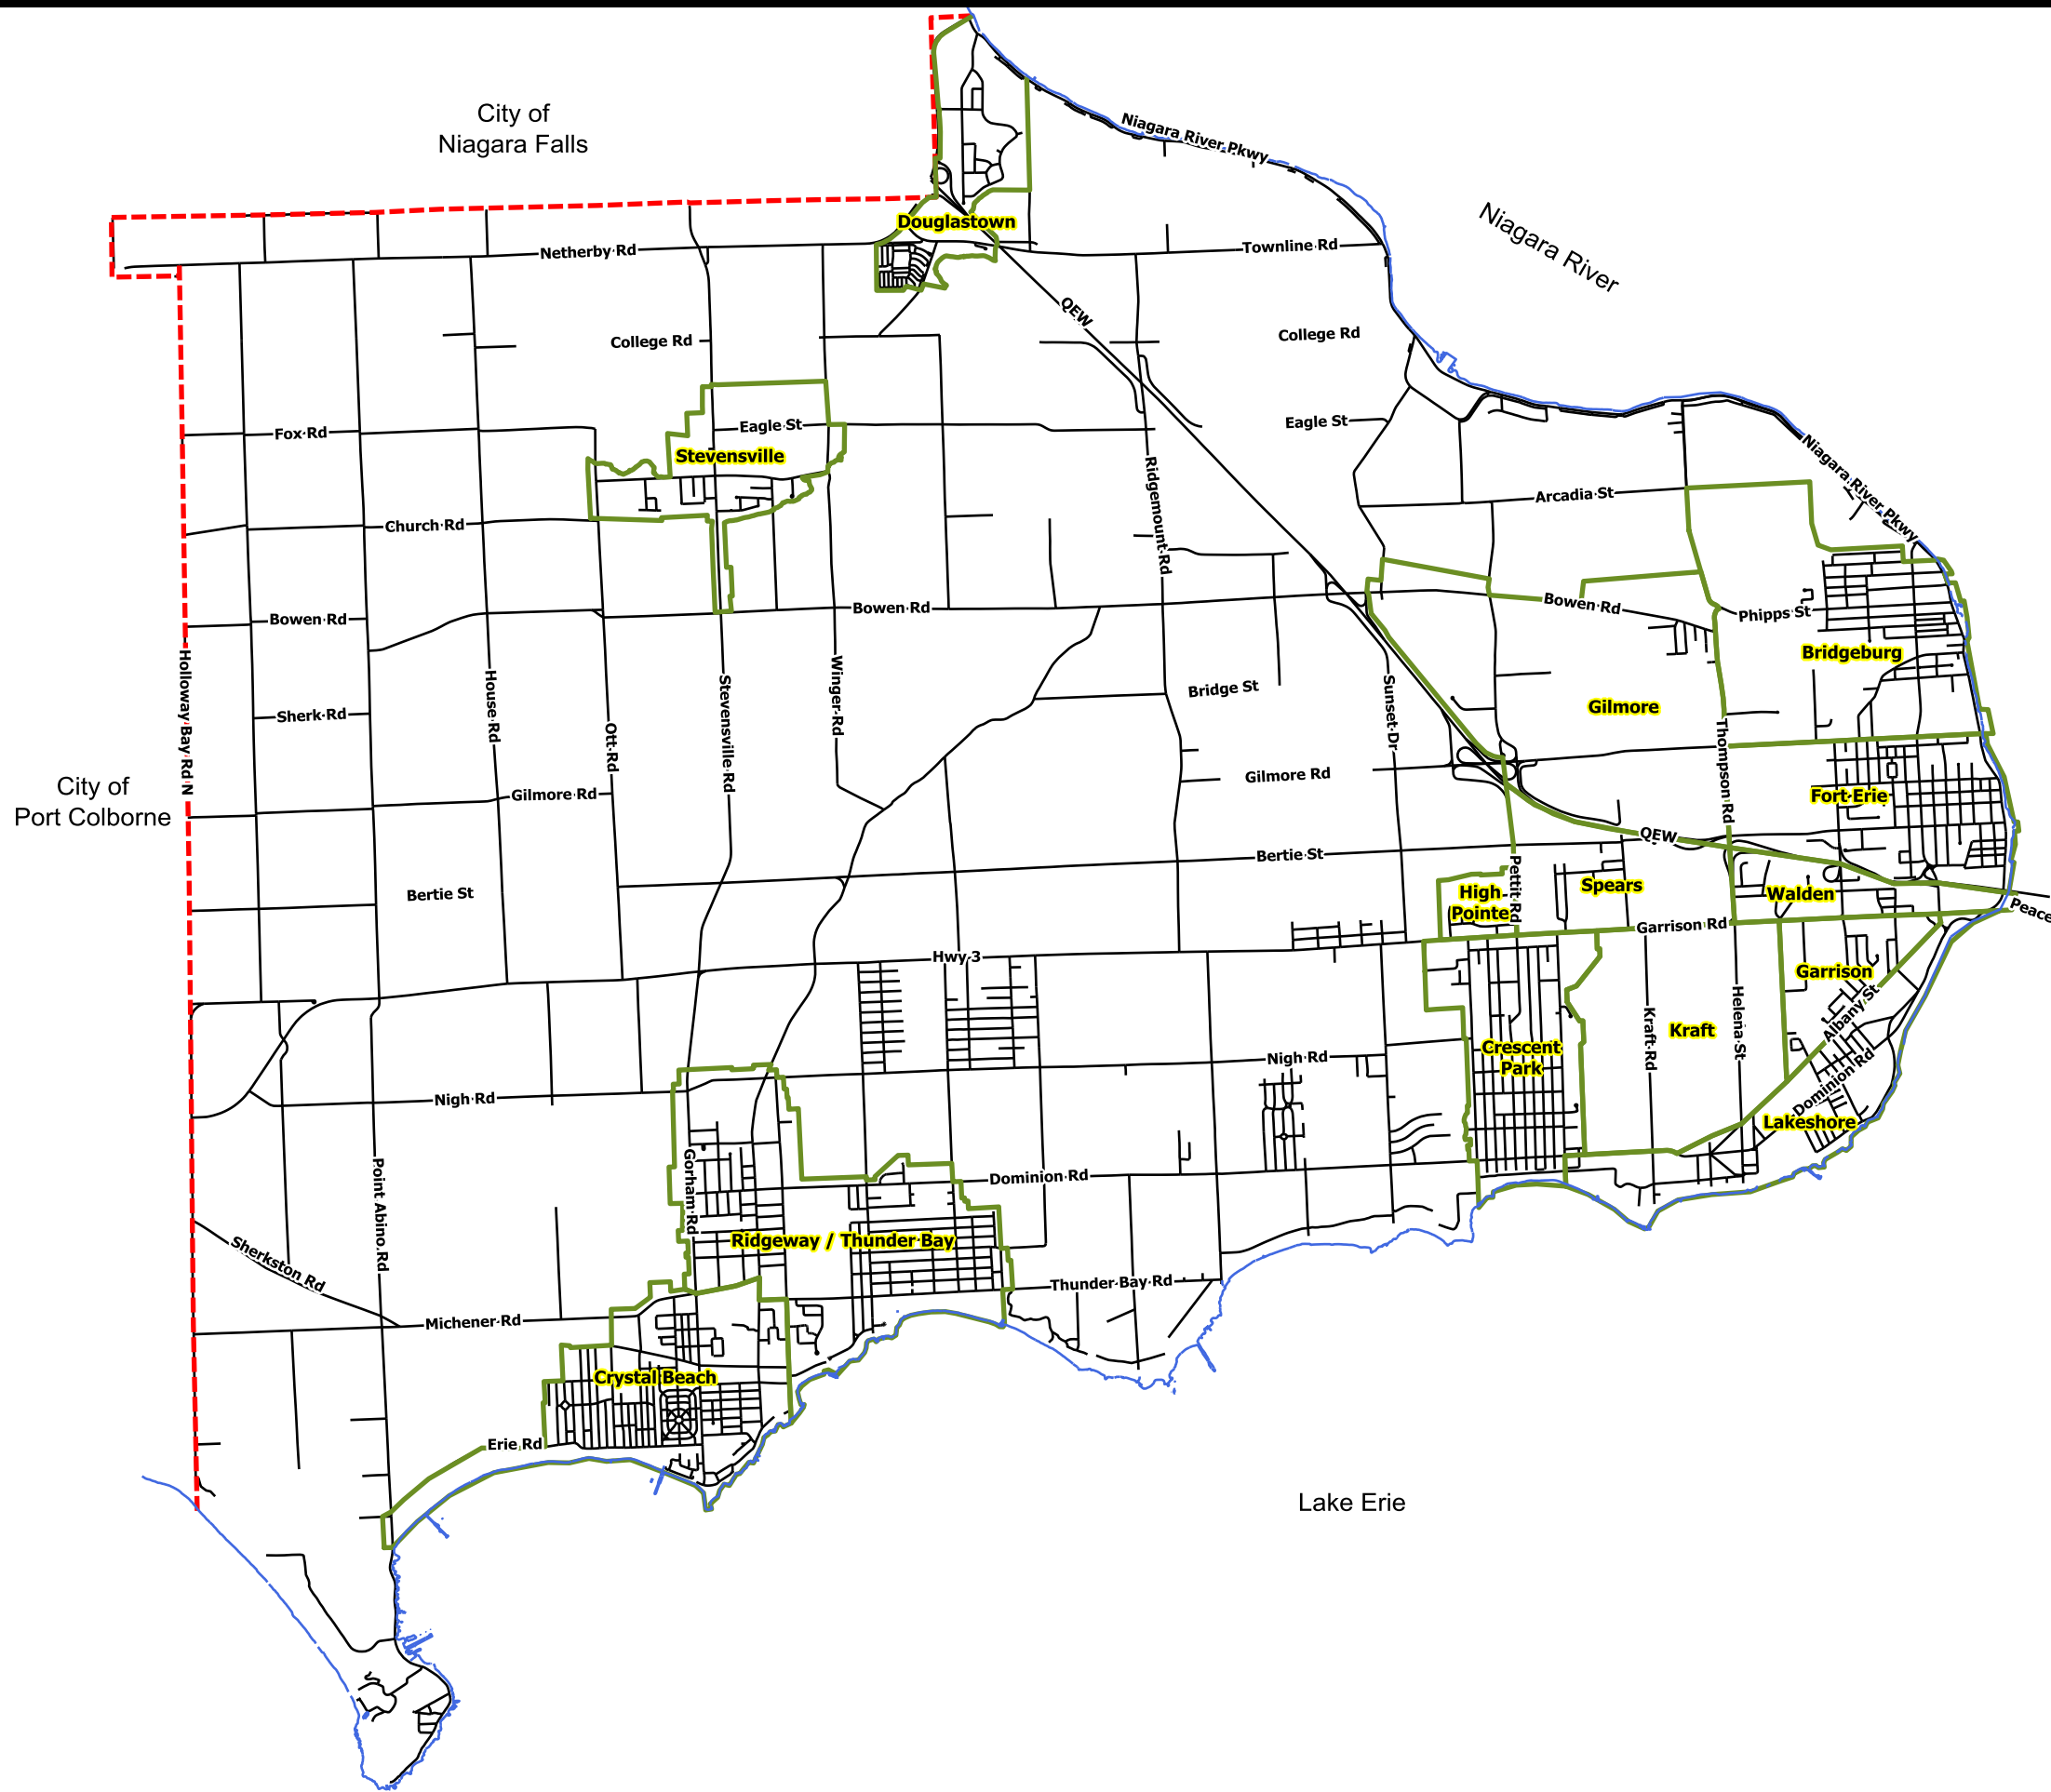 City of
Niagara Falls
Niagara River Pkwy
Niagara River
Douglastown
Netherby Rd
Townline Rd
QEW
College Rd
College Rd
Eagle St
Eagle St
Fox Rd
Stevensville
Niagara River Pkwy
Ridgemount Rd
Arcadia St
Church Rd
Bowen Rd
Bowen Rd
Bowen Rd
Phipps St
Bridgeburg
Holloway Bay Rd N
House Rd
Ott Rd
Stevensville Rd
Winger Rd
Bridge St
Sunset Dr
Sherk Rd
Gilmore
Thompson Rd
City of
Port Colborne
Gilmore Rd
Gilmore Rd
Fort Erie
QEW
Bertie St
Bertie St
Pettit Rd
High
Pointe
Spears
Walden
Peace
Garrison Rd
Hwy 3
Garrison
Kraft Rd
Helena St
Albany St
Kraft
Crescent
Park
Nigh Rd
Nigh Rd
Dominion Rd
Lakeshore
Point Abino Rd
Gorham Rd
Dominion Rd
Sherkston Rd
Ridgeway / Thunder Bay
Thunder Bay Rd
Michener Rd
Crystal Beach
Erie Rd
Lake Erie